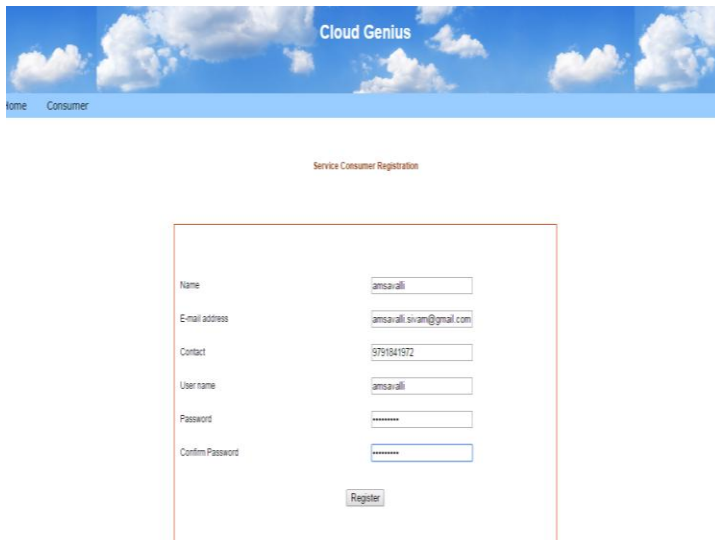 Cloud Genius
Home Consumer
Service Consumer Registration
Name amsavalli
E-mail address amsavalli.sivam@gmail.com
Contact 9791841972
User name amsavalli
Password •••••••••
Confirm Password •••••••••
Register